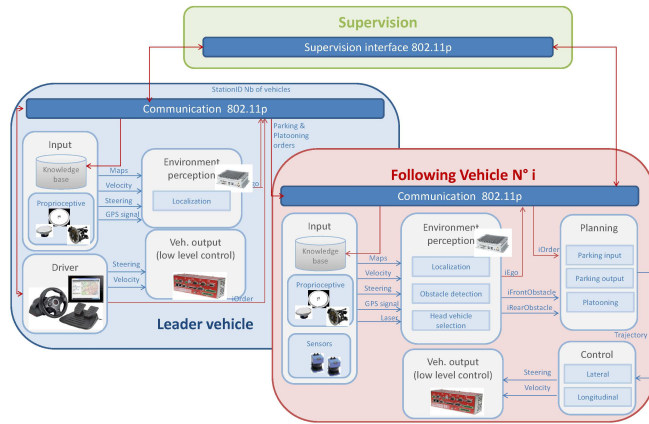 Supervision
Supervision interface 802.11p
StationID Nb of vehicles
Communication 802.11p
Parking &
Platooning
orders
Input
Knowledge
base
Proprioceptive
Maps
Velocity
Steering
GPS signal
Environment
perception
Localization
Driver
Steering
Velocity
Veh. output
(low level control)
iOrder
Leader vehicle
Following Vehicle N° i
Communication 802.11p
Input
Knowledge
base
Proprioceptive
Sensors
Maps
Velocity
Steering
GPS signal
Laser
Environment
perception
Localization
Obstacle detection
Head vehicle
selection
iEgo
iOrder
iFrontObstacle
iRearObstacle
Planning
Parking input
Parking output
Platooning
Trajectory
Control
Lateral
Longitudinal
Steering
Velocity
Veh. output
(low level control)